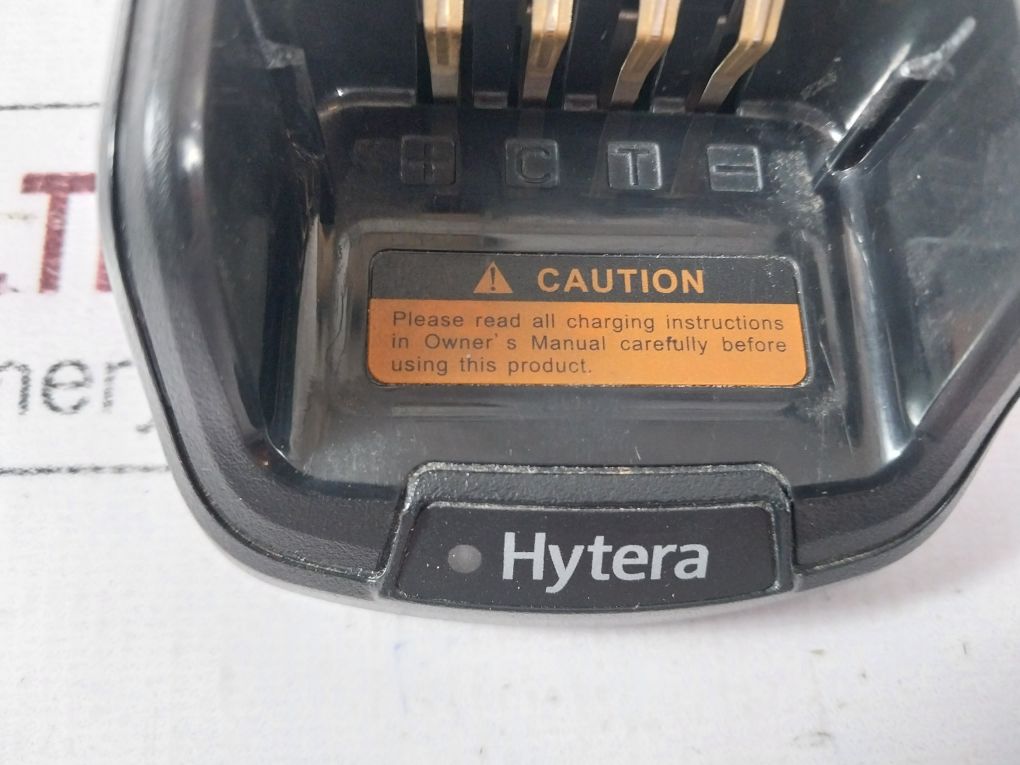 + C T -
CAUTION
Please read all charging instructions
in Owner's Manual carefully before
using this product.
Hytera